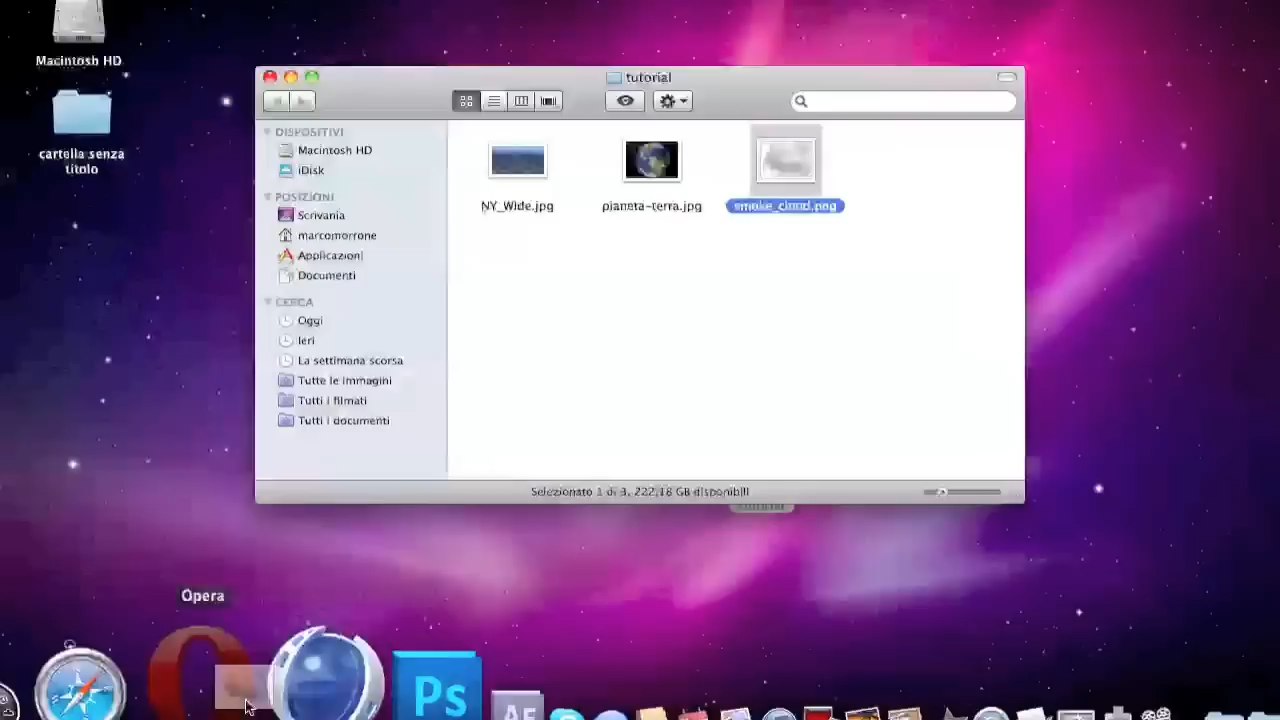 Macintosh HD
cartella senza
titolo
tutorial
DISPOSITIVI
Macintosh HD
iDisk
POSIZIONI
Scrivania
marcomorrone
Applicazioni
Documenti
CERCA
Oggi
Ieri
La settimana scorsa
Tutte le immagini
Tutti i filmati
Tutti i documenti
NY_Wide.jpg
pianeta-terra.jpg
smoke_cloud.png
Selezionato 1 di 3, 222,18 GB disponibili
Opera
Ps
AE